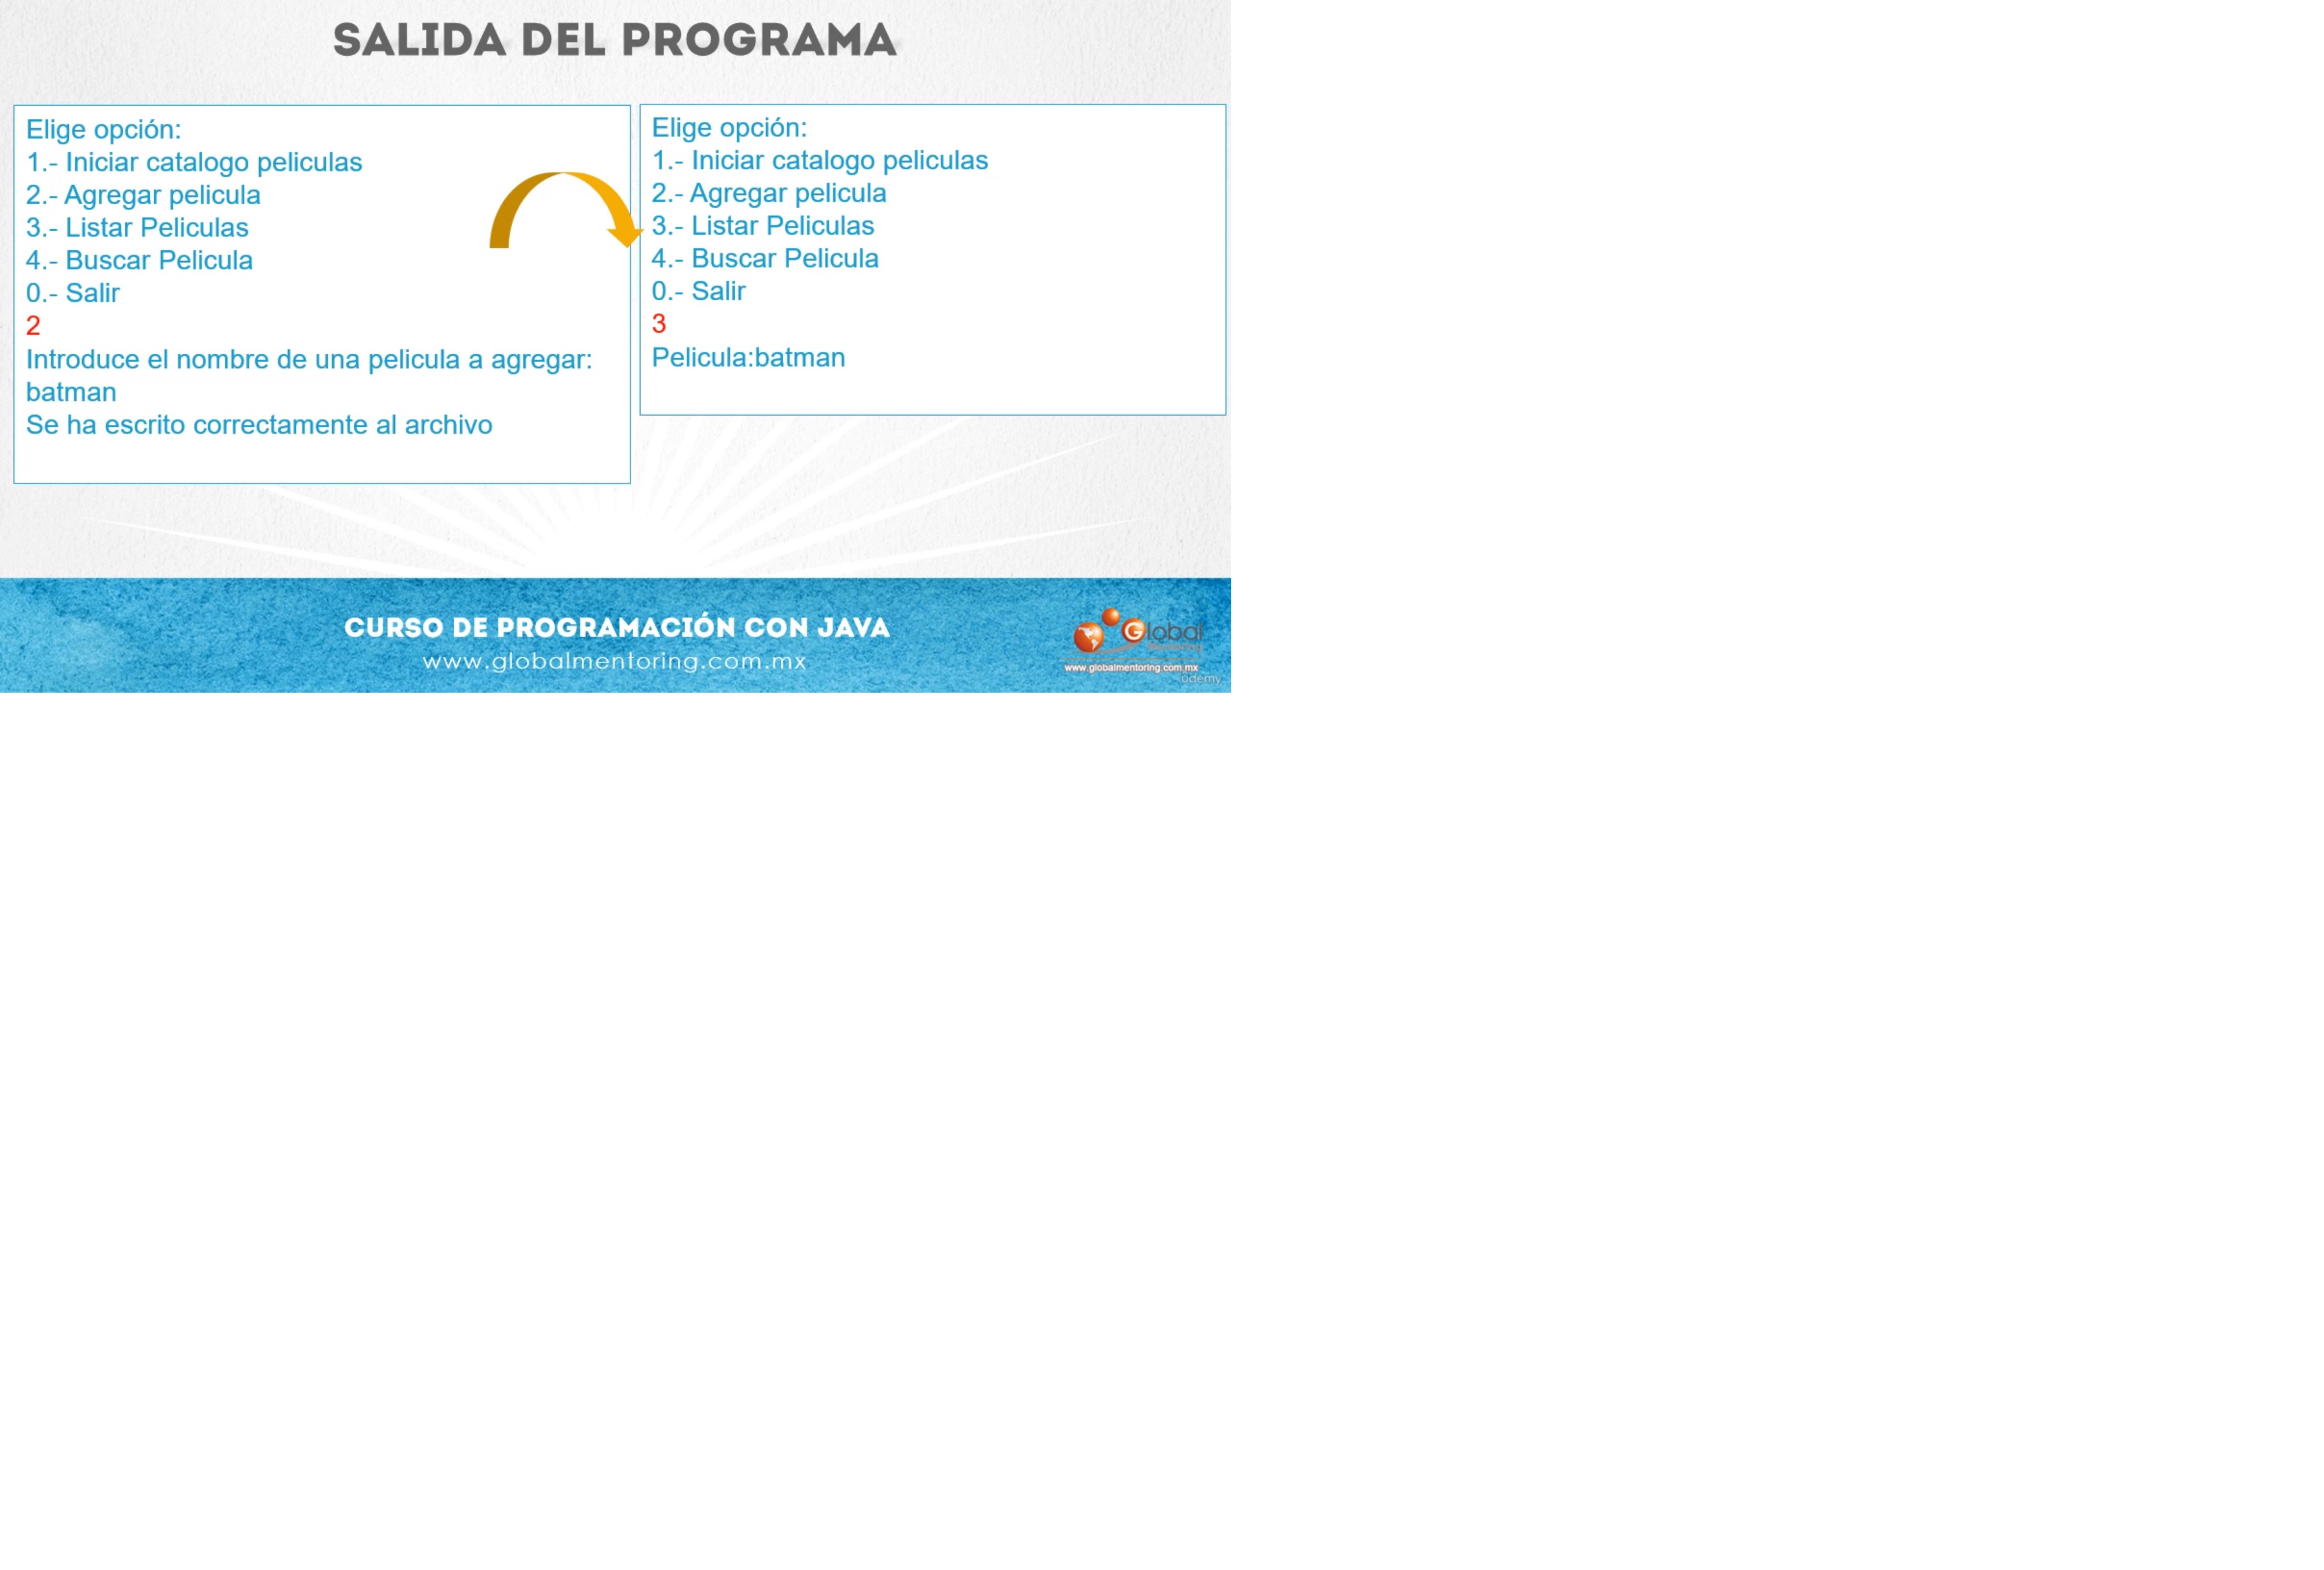 SALIDA DEL PROGRAMA
Elige opción:
1.- Iniciar catalogo peliculas
2.- Agregar pelicula
3.- Listar Peliculas
4.- Buscar Pelicula
0.- Salir
2
Introduce el nombre de una pelicula a agregar:
batman
Se ha escrito correctamente al archivo
Elige opción:
1.- Iniciar catalogo peliculas
2.- Agregar pelicula
3.- Listar Peliculas
4.- Buscar Pelicula
0.- Salir
3
Pelicula:batman
CURSO DE PROGRAMACIÓN CON JAVA
www.globalmentoring.com.mx
Global
www.globalmentoring.com.mx
udemy